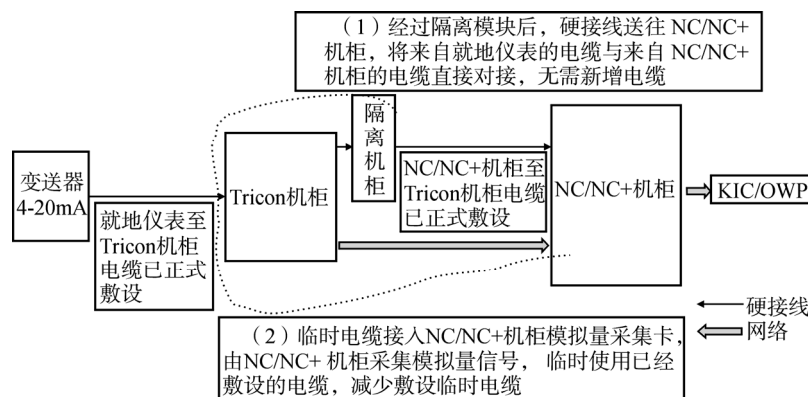 （1）经过隔离模块后，硬接线送往 NC/NC+
机柜，将来自就地仪表的电缆与来自 NC/NC+
机柜的电缆直接对接，无需新增电缆
变送器
4-20mA
就地仪表至
Tricon机柜
电缆已正式
敷设
Tricon机柜
隔
离
机
柜
NC/NC+机柜至
Tricon机柜电缆
已正式敷设
NC/NC+机柜
KIC/OWP
硬接线
网络
（2）临时电缆接入NC/NC+机柜模拟量采集卡，
由NC/NC+ 机柜采集模拟量信号， 临时使用已经
敷设的电缆，减少敷设临时电缆